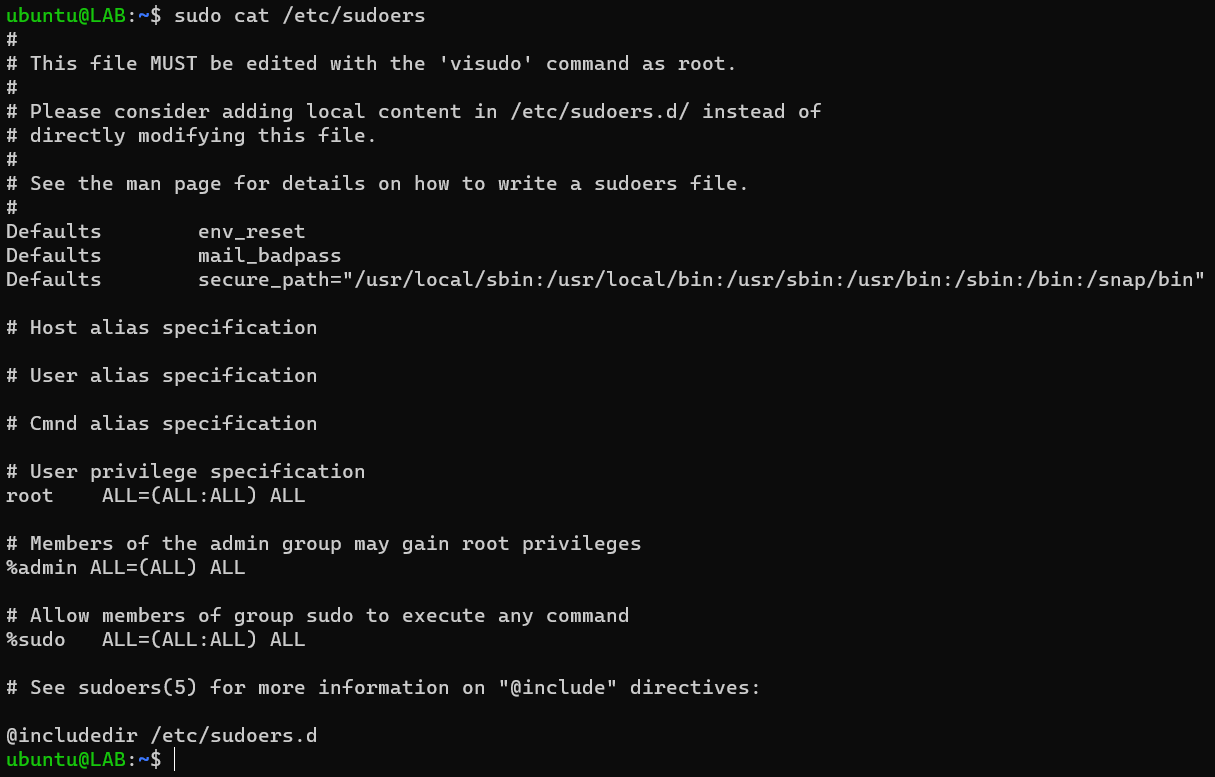 ubuntu@LAB:~$ sudo cat /etc/sudoers
#
# This file MUST be edited with the 'visudo' command as root.
#
# Please consider adding local content in /etc/sudoers.d/ instead of
# directly modifying this file.
#
# See the man page for details on how to write a sudoers file.
#
Defaults        env_reset
Defaults        mail_badpass
Defaults        secure_path="/usr/local/sbin:/usr/local/bin:/usr/sbin:/usr/bin:/sbin:/bin:/snap/bin"

# Host alias specification

# User alias specification

# Cmnd alias specification

# User privilege specification
root    ALL=(ALL:ALL) ALL

# Members of the admin group may gain root privileges
%admin ALL=(ALL) ALL

# Allow members of group sudo to execute any command
%sudo   ALL=(ALL:ALL) ALL

# See sudoers(5) for more information on "@include" directives:

@includedir /etc/sudoers.d
ubuntu@LAB:~$